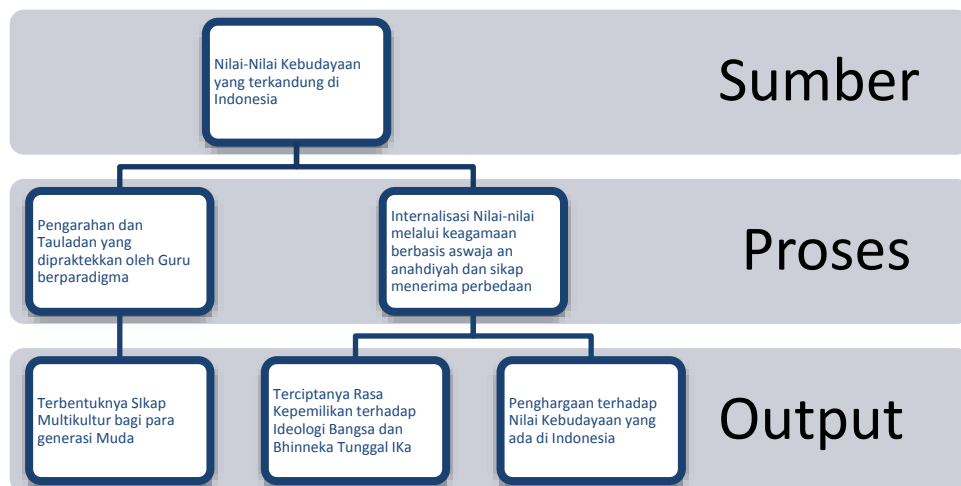 Nilai-Nilai Kebudayaan
yang terkandung di
Indonesia
Sumber
Pengarahan dan
Tauladan yang
dipraktekkan oleh Guru
berparadigma
Internalisasi Nilai-nilai
melalui keagamaan
berbasis aswaja an
anahdiyah dan sikap
menerima perbedaan
Proses
Terbentuknya SIkap
Multikultur bagi para
generasi Muda
Terciptanya Rasa
Kepemilikan terhadap
Ideologi Bangsa dan
Bhinneka Tunggal IKa
Penghargaan terhadap
Nilai Kebudayaan yang
ada di Indonesia
Output